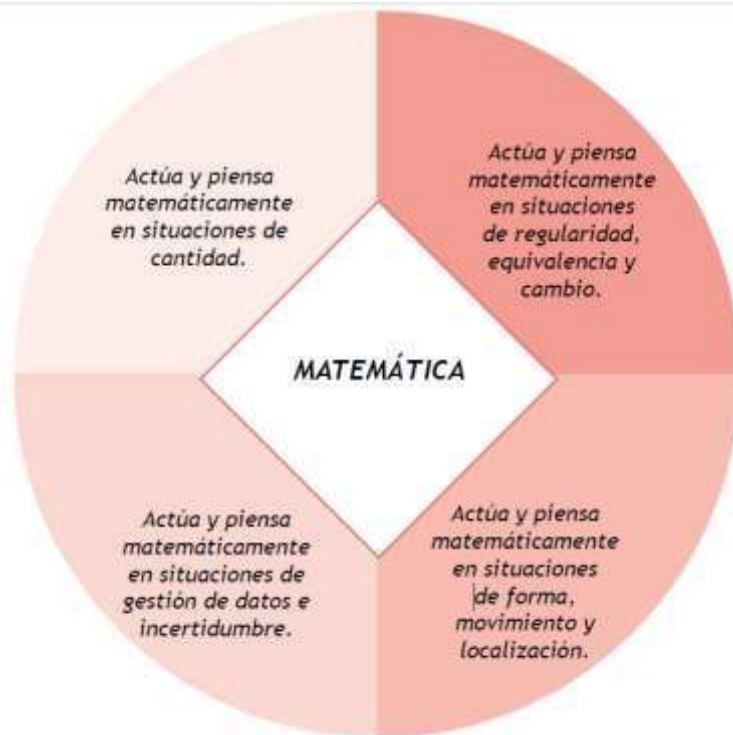 Actúa y piensa
matemáticamente
en situaciones de
cantidad.
Actúa y piensa
matemáticamente
en situaciones
de regularidad,
equivalencia y
cambio.
MATEMÁTICA
Actúa y piensa
matemáticamente
en situaciones de
gestión de datos e
incertidumbre.
Actúa y piensa
matemáticamente
en situaciones
de forma,
movimiento y
localización.